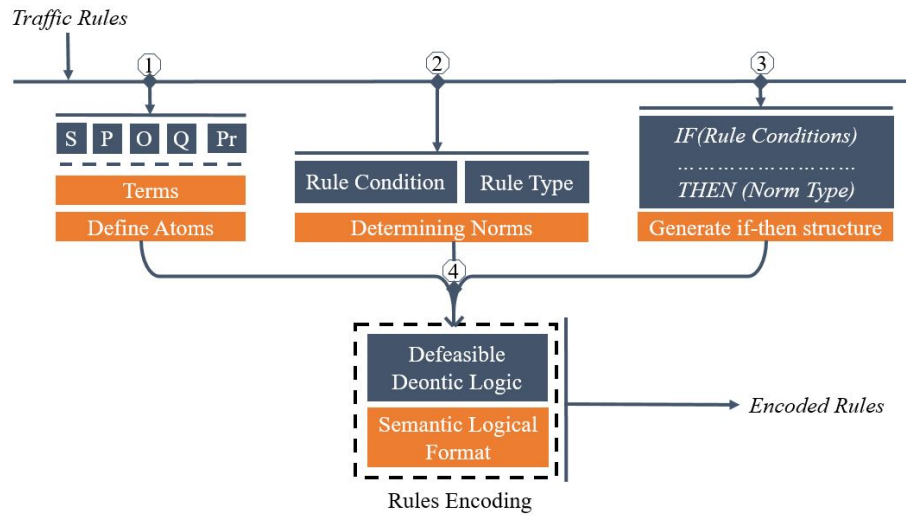 Traffic Rules
1 2 3
S P O Q Pr
Terms
Define Atoms
Rule Condition Rule Type
Determining Norms
IF(Rule Conditions)
………………………
THEN (Norm Type)
Generate if-then structure
4
Defeasible
Deontic Logic
Semantic Logical
Format
Encoded Rules
Rules Encoding